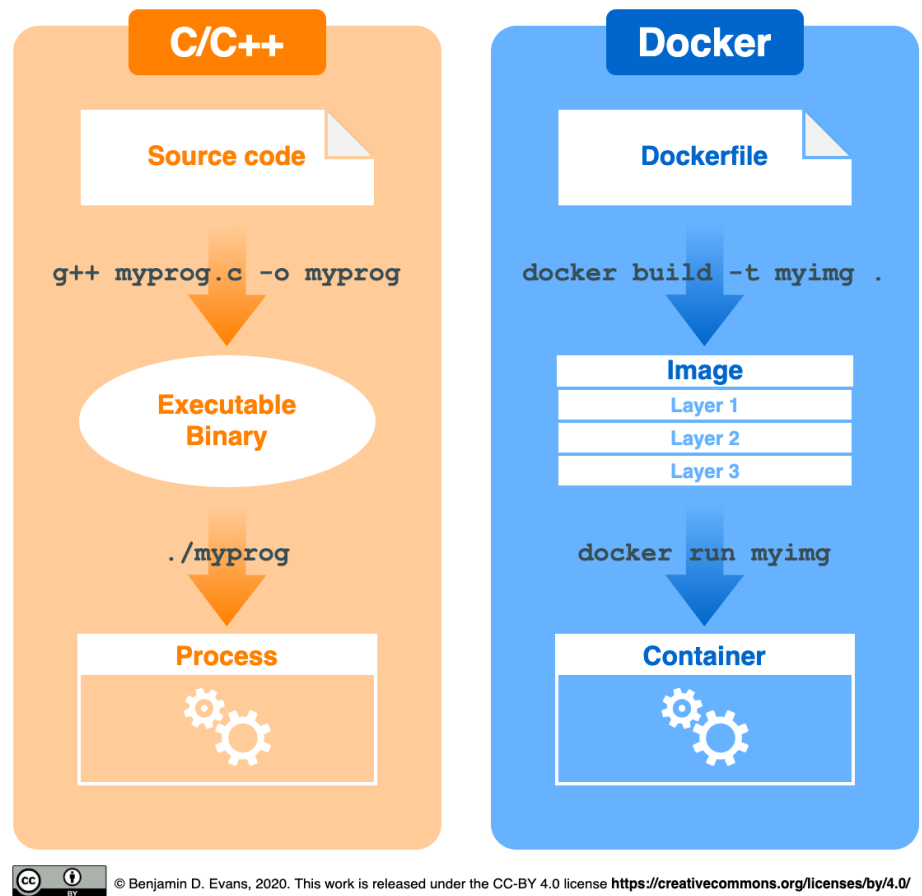 C/C++
Source code
g++ myprog.c -o myprog
Executable
Binary
./myprog
Process
Docker
Dockerfile
docker build -t myimg .
Image
Layer 1
Layer 2
Layer 3
docker run myimg
Container
cc
BY
© Benjamin D. Evans, 2020. This work is released under the CC-BY 4.0 license https://creativecommons.org/licenses/by/4.0/